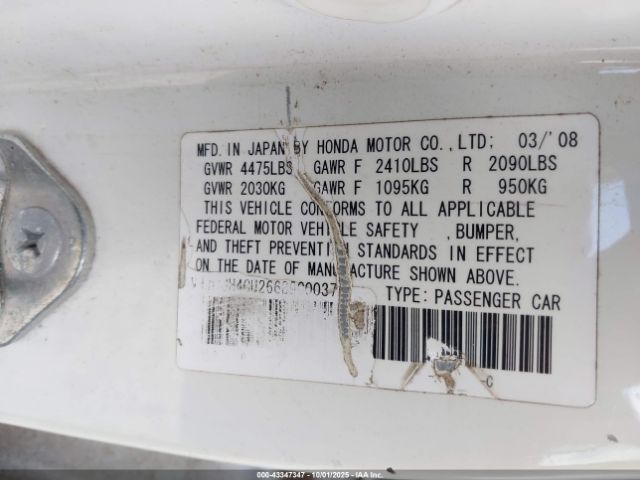 MFD. IN JAPAN BY HONDA MOTOR CO., LTD; 03/'08
GVWR 4475LBS GAWR F 2410LBS R 2090LBS
GVWR 2030KG GAWR F 1095KG R 950KG
THIS VEHICLE CONFORMS TO ALL APPLICABLE
FEDERAL MOTOR VEHICLE SAFETY , BUMPER,
AND THEFT PREVENTION STANDARDS IN EFFECT
ON THE DATE OF MANUFACTURE SHOWN ABOVE.
TYPE: PASSENGER CAR
C
000-43347347 - 10/01/2025 - IAA Inc.